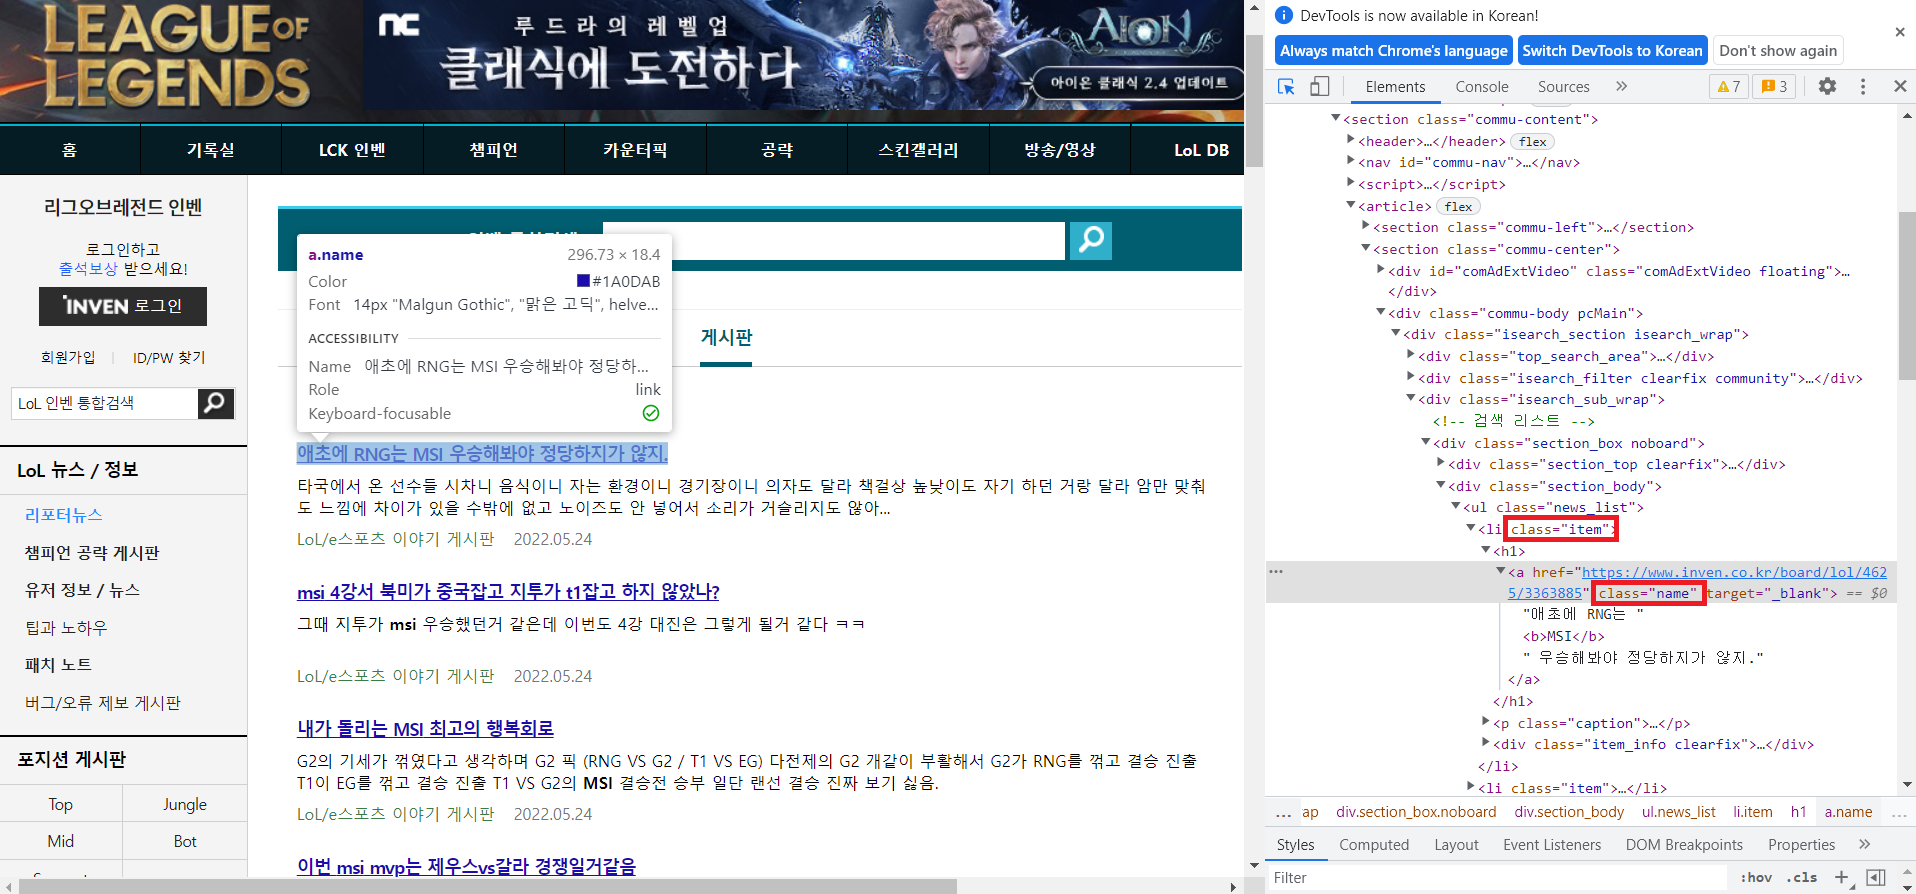 LEAGUE OF
LEGENDS
nc
루드라의 레벨업
클래식에 도전하다
AION
아이온 클래식 2.4 업데이트
홈
기록실
LCK 인벤
챔피언
카운터픽
공략
스킨갤러리
방송/영상
LoL DB
리그오브레전드 인벤
로그인하고
출석보상 받으세요!
INVEN 로그인
회원가입
ID/PW 찾기
LoL 인벤 통합검색
LoL 뉴스 / 정보
리포터뉴스
챔피언 공략 게시판
유저 정보 / 뉴스
팁과 노하우
패치 노트
버그/오류 제보 게시판
포지션 게시판
Top
Jungle
Mid
Bot
a.name
296.73 × 18.4
Color
#1A0DAB
Font 14px "Malgun Gothic", "맑은 고딕", helve...
ACCESSIBILITY
Name 애초에 RNG는 MSI 우승해봐야 정당하...
Role
link
Keyboard-focusable
게시판
애초에 RNG는 MSI 우승해봐야 정당하지가 않지.
타국에서 온 선수들 시차니 음식이니 자는 환경이니 경기장이니 의자도 달라 책걸상 높낮이도 자기 하던 거랑 달라 암만 맞춰
도 느낌에 차이가 있을 수밖에 없고 노이즈도 안 넣어서 소리가 거슬리지도 않아...
LoL/e스포츠 이야기 게시판 2022.05.24
msi 4강서 북미가 중국잡고 지투가 t1잡고 하지 않았나?
그때 지투가 msi 우승했던거 같은데 이번도 4강 대진은 그렇게 될거 같다 ㅋㅋ
LoL/e스포츠 이야기 게시판 2022.05.24
내가 돌리는 MSI 최고의 행복회로
G2의 기세가 꺾였다고 생각하며 G2 픽 (RNG VS G2 / T1 VS EG) 다전제의 G2 개같이 부활해서 G2가 RNG를 꺾고 결승 진출
T1이 EG를 꺾고 결승 진출 T1 VS G2의 MSI 결승전 승부 일단 랜선 결승 진짜 보기 싫음.
LoL/e스포츠 이야기 게시판 2022.05.24
이번 msi mvp는 제우스vs갈라 경쟁일거같음
DevTools is now available in Korean!
Always match Chrome's language
Switch DevTools to Korean
Don't show again
Elements
Console
Sources
7
3
<section class="commu-content">
<header>…</header> flex
<nav id="commu-nav">…</nav>
<script>…</script>
<article> flex
<section class="commu-left">…</section>
<section class="commu-center">
<div id="comAdExtVideo" class="comAdExtVideo floating">…
</div>
<div class="commu-body pcMain">
<div class="isearch_section isearch_wrap">
<div class="top_search_area">…</div>
<div class="isearch_filter clearfix community">…</div>
<div class="isearch_sub_wrap">
<!-- 검색 리스트 -->
<div class="section_box noboard">
<div class="section_top clearfix">…</div>
<div class="section_body">
<ul class="news_list">
<li class="item">
<h1>
<a href="https://www.inven.co.kr/board/lol/462
5/3363885" class="name" target="_blank"> == $0
"애초에 RNG는 "
<b>MSI</b>
" 우승해봐야 정당하지가 않지."
</a>
</h1>
<p class="caption">…</p>
<div class="item_info clearfix">…</div>
</li>
<li class="item">…</li>
... ap div.section_box.noboard div.section_body ul.news_list li.item h1 a.name ...
Styles
Computed
Layout
Event Listeners
DOM Breakpoints
Properties
Filter
:hov
.cls